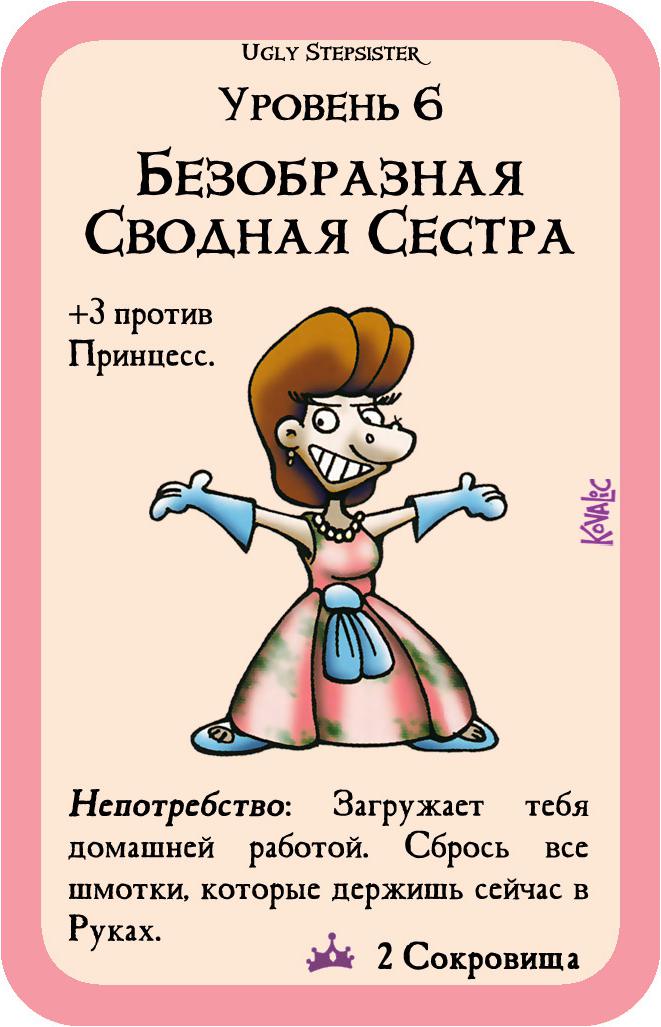 Ugly Stepsister
Уровень 6
Безобразная
Сводная Сестра
+3 против
Принцесс.
Kovalic
Непотребство: Загружает тебя
домашней работой. Сбрось все
шмотки, которые держишь сейчас в
Руках.
2 Сокровища